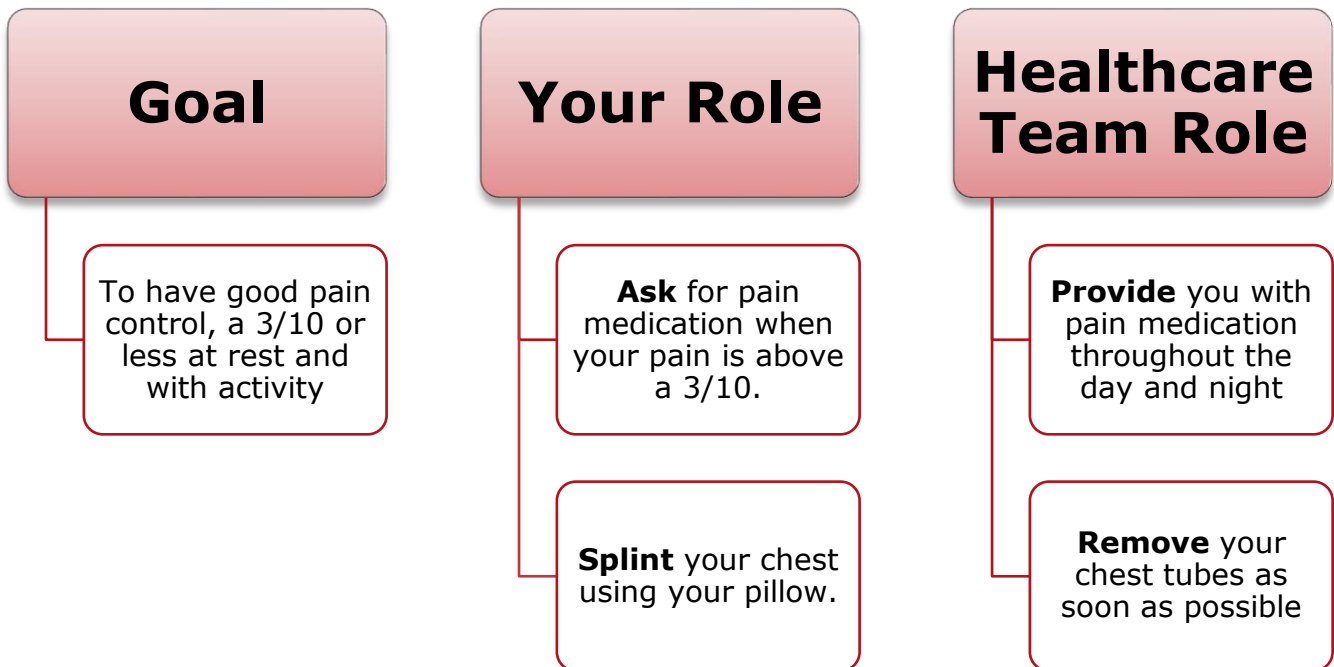 Goal
To have good pain
control, a 3/10 or
less at rest and
with activity
Your Role
Ask for pain
medication when
your pain is above
a 3/10.
Splint your chest
using your pillow.
Healthcare
Team Role
Provide you with
pain medication
throughout the
day and night
Remove your
chest tubes as
soon as possible